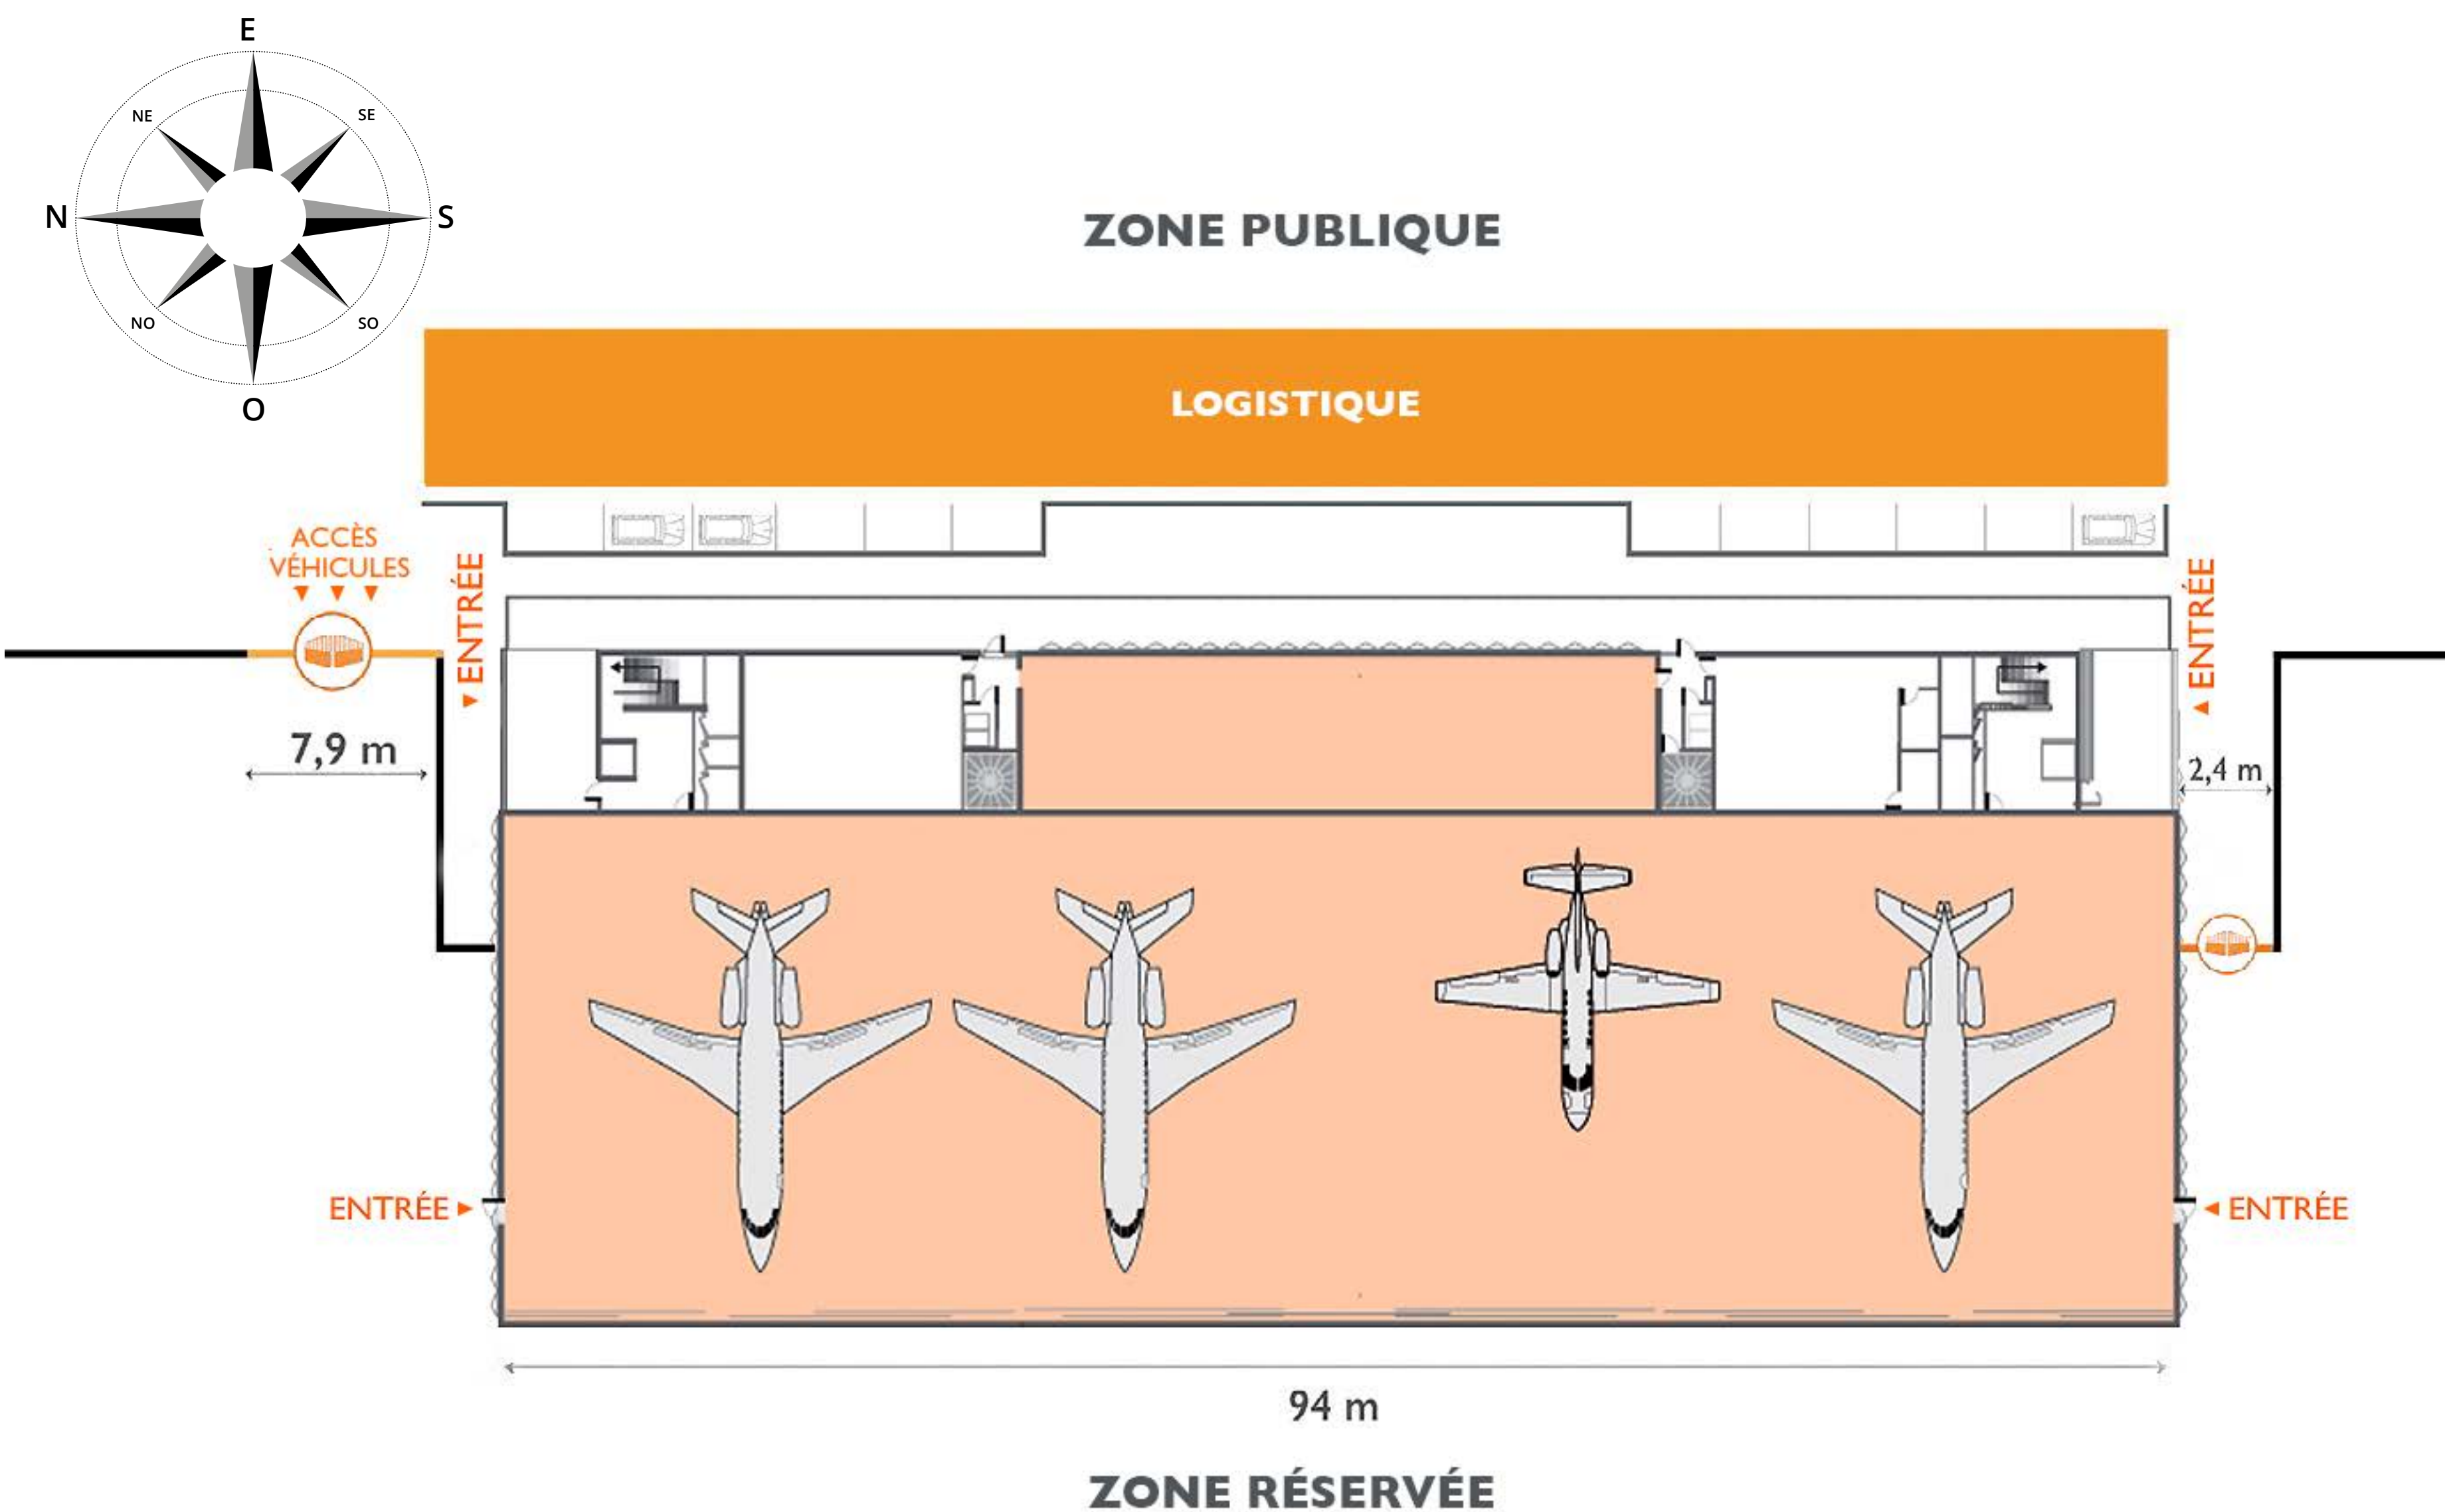 E
NE
SE
N
S
NO
SO
O
ZONE PUBLIQUE
LOGISTIQUE
ACCÈS
VÉHICULES
ENTRÉE
ENTRÉE
7,9 m
2,4 m
ENTRÉE
ENTRÉE
94 m
ZONE RÉSERVÉE